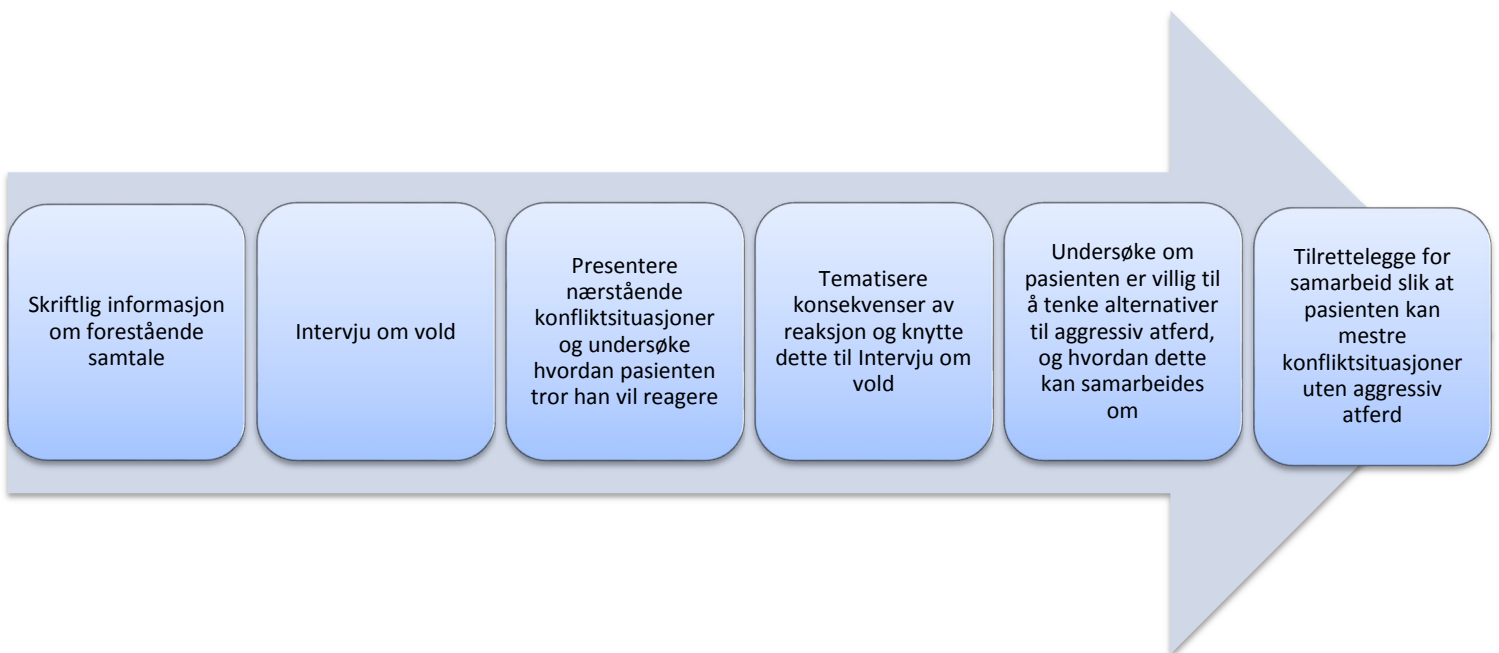 Skriftlig informasjon
om forestående
samtale
Intervju om vold
Presentere
nærstående
konfliktsituasjoner
og undersøke
hvordan pasienten
tror han vil reagere
Tematisere
konsekvenser av
reaksjon og knytte
dette til Intervju om
vold
Undersøke om
pasienten er villig til
å tenke alternativer
til aggressiv atferd,
og hvordan dette
kan samarbeides
om
Tilrettelegge for
samarbeid slik at
pasienten kan
mestre
konfliktsituasjoner
uten aggressiv
atferd